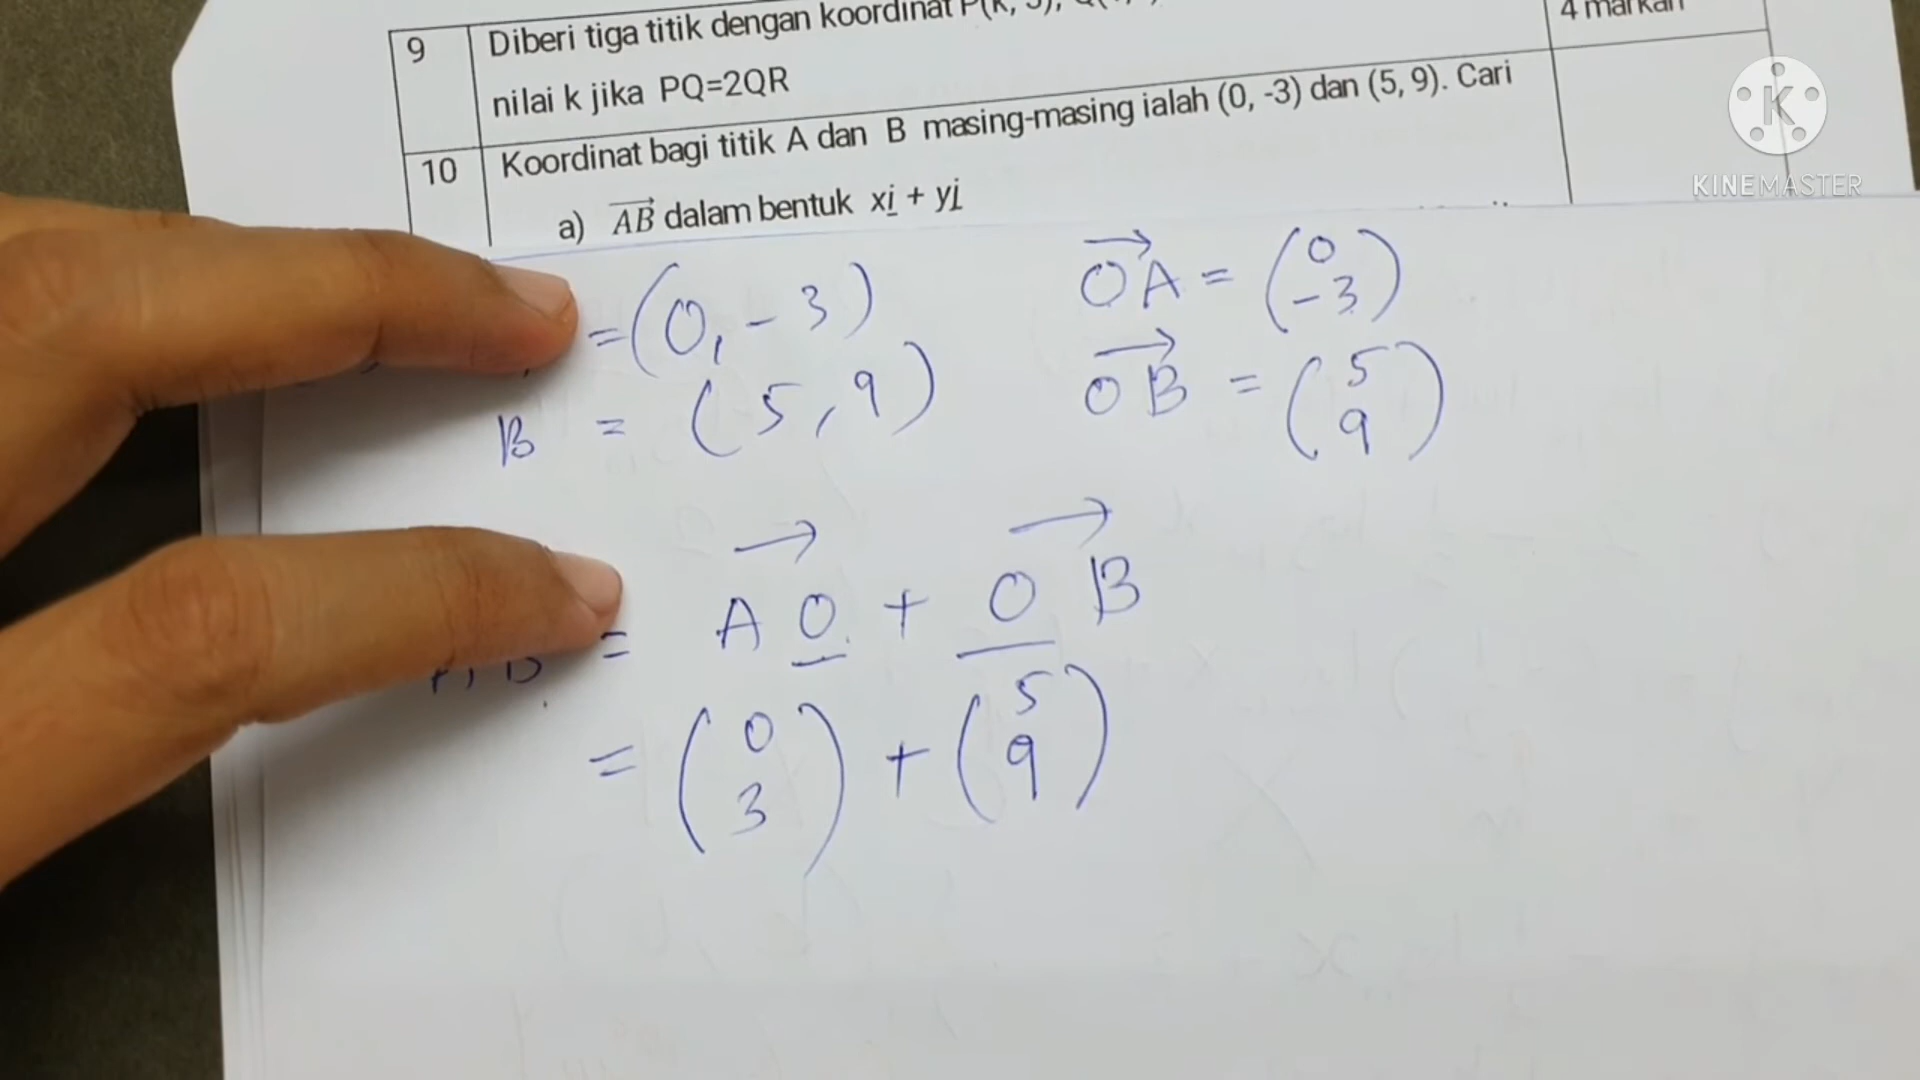 9 Diberi tiga titik dengan koordinat P(k,
4 markah
nilai k jika PQ=2QR
10 Koordinat bagi titik A dan B masing-masing ialah (0, -3) dan (5, 9). Cari
a) AB dalam bentuk xi + yj
K
KINEMASTER
= (0, -3)
OA = (0 -3)
B = (5, 9)
OB = (5 9)
= AO + OB
= (0 3) + (5 9)